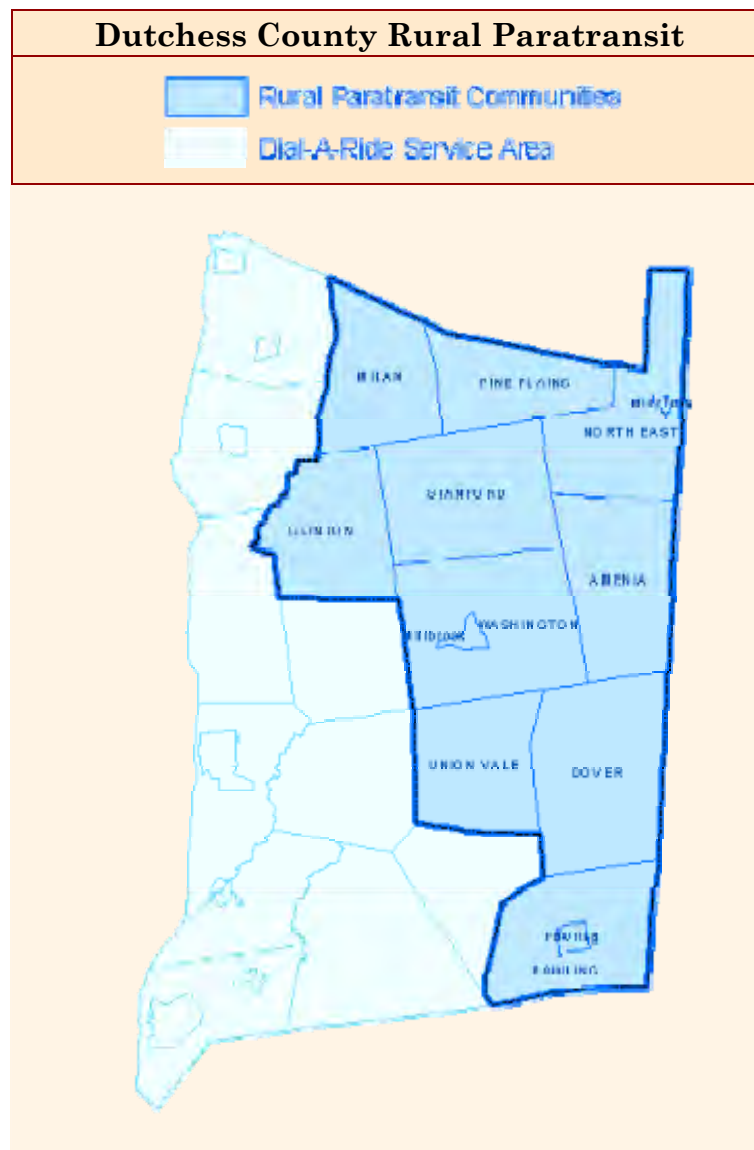 Dutchess County Rural Paratransit
Rural Paratransit Communities
Dial-A-Ride Service Area
MILAN
PINE PLAINS
NORTH EAST
STANFORD
CLINTON
AMENIA
WASHINGTON
Millbrook
UNION VALE
DOVER
PAWLING